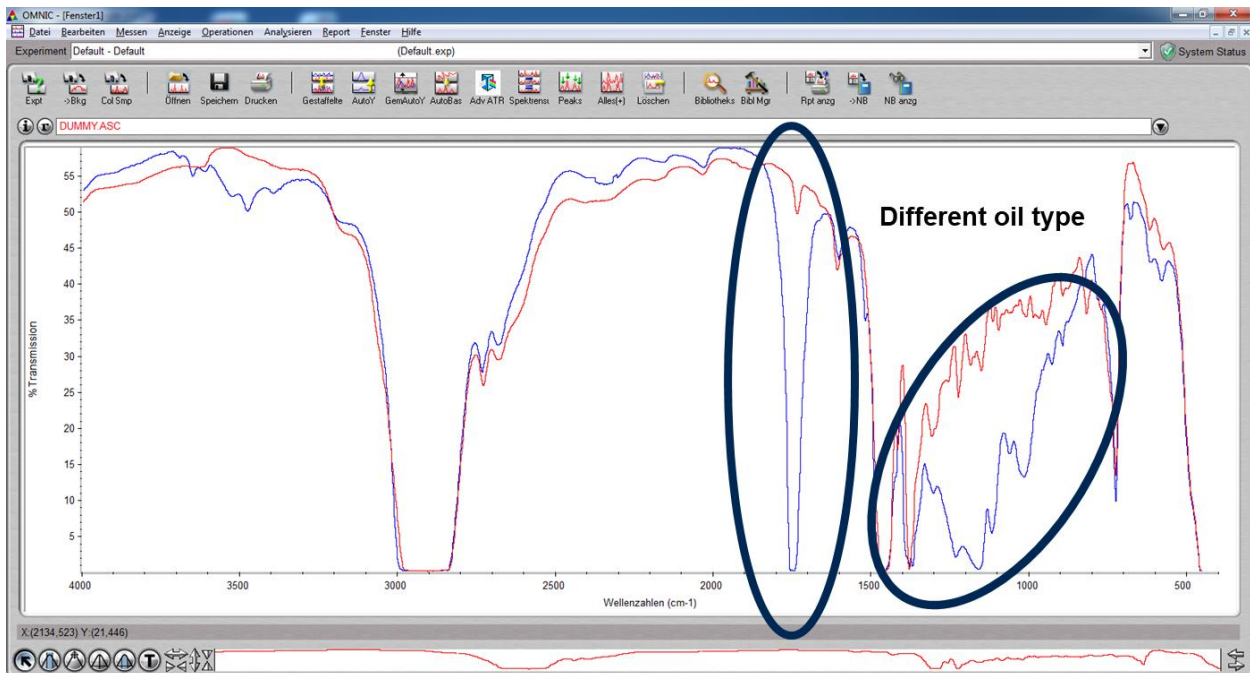 OMNIC - [Fenster1]
Datei Bearbeiten Messen Anzeige Operationen Analysieren Report Fenster Hilfe
Experiment Default - Default (Default.exp) System Status
Expt ->Bkg Col Smp Öffnen Speichern Drucken Gestaffelte AutoY GemAutoY AutoBas Adv ATR Spektrensu Peaks Alles(+) Löschen Bibliotheks Bibl Mgr Rpt anzg ->NB NB anzg
DUMMY.ASC
Different oil type
% Transmission
55
50
45
40
35
30
25
20
15
10
5
4000 3500 3000 2500 2000 1500 1000 500
Wellenzahlen (cm-1)
X:(2134,523) Y:(21,446)
T